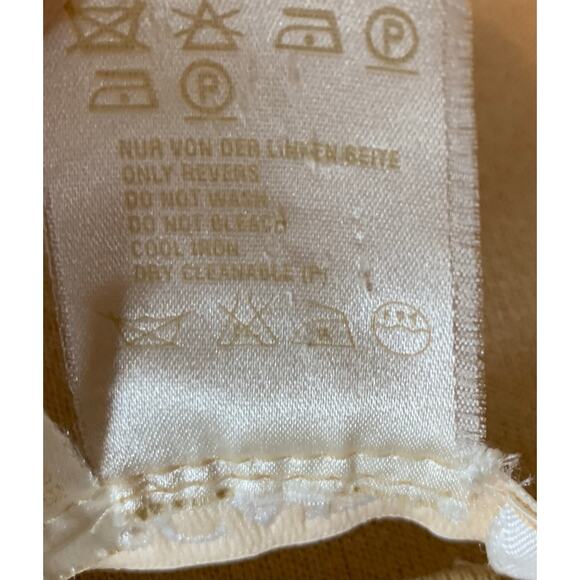 P
P
NUR VON DER LINKEN SEITE
ONLY REVERS
DO NOT WASH
DO NOT BLEACH
COOL IRON
DRY CLEANABLE (P)